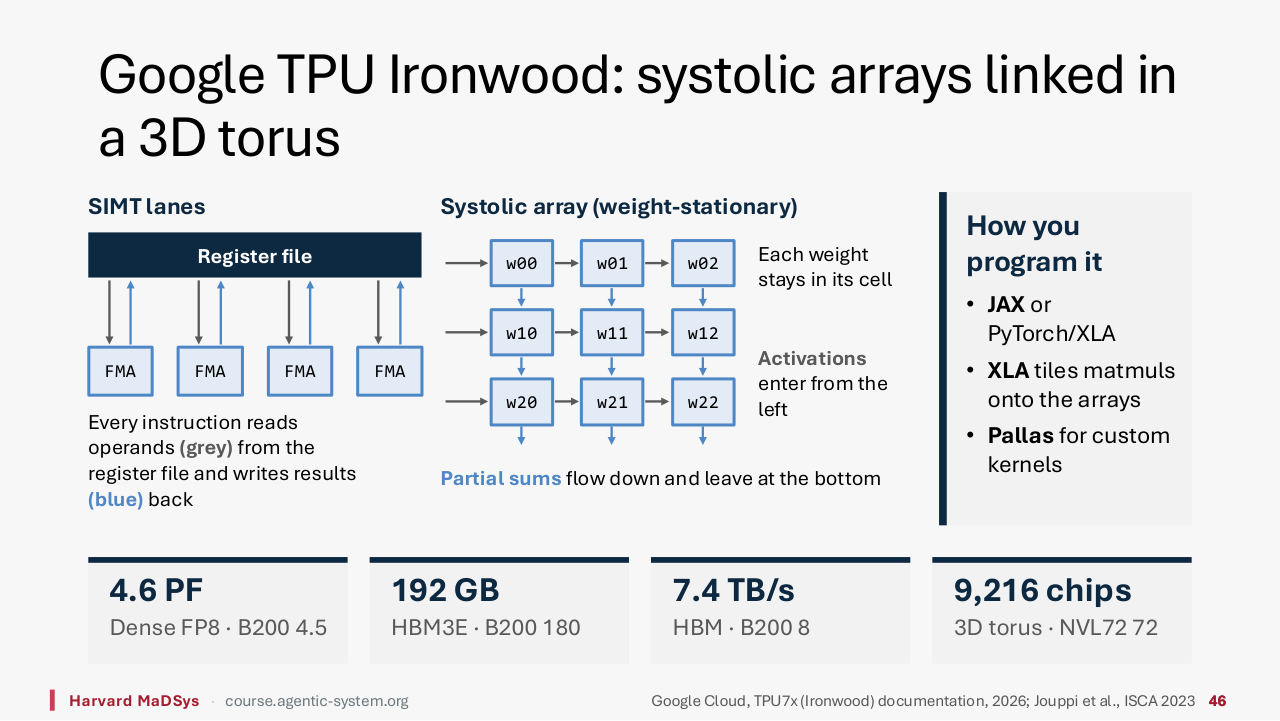 Google TPU Ironwood: systolic arrays linked in
a 3D torus
SIMT lanes
Register file
FMA FMA FMA FMA
Every instruction reads
operands (grey) from the
register file and writes results
(blue) back
Systolic array (weight-stationary)
w00 w01 w02
w10 w11 w12
w20 w21 w22
Each weight
stays in its cell
Activations
enter from the
left
Partial sums flow down and leave at the bottom
How you
program it
• JAX or
PyTorch/XLA
• XLA tiles matmuls
onto the arrays
• Pallas for custom
kernels
4.6 PF
Dense FP8 · B200 4.5
192 GB
HBM3E · B200 180
7.4 TB/s
HBM · B200 8
9,216 chips
3D torus · NVL72 72
Harvard MaDSys · course.agentic-system.org
Google Cloud, TPU7x (Ironwood) documentation, 2026; Jouppi et al., ISCA 2023 46